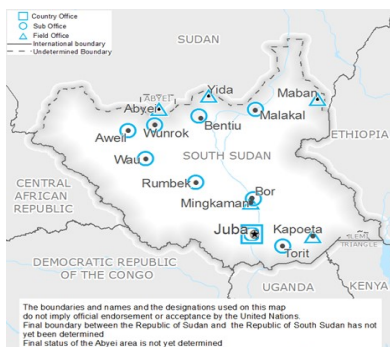 Country Office
Sub Office
Field Office
International boundary
Undetermined Boundary
SUDAN
Yida
Maban
ABYEI
Abyei
Malakal
Bentiu
Wunrok
Aweil
ETHIOPIA
Wau
SOUTH SUDAN
Rumbek
CENTRAL
AFRICAN
REPUBLIC
Bor
Mingkaman
Juba
Kapoeta
ILEMI
TRIANGLE
Torit
DEMOCRATIC REPUBLIC
OF THE CONGO
KENYA
UGANDA
The boundaries and names and the designations used on this map
do not imply official endorsement or acceptance by the United Nations.
Final boundary between the Republic of Sudan and the Republic of South Sudan has not
yet been determined
Final status of the Abyei area is not yet determined